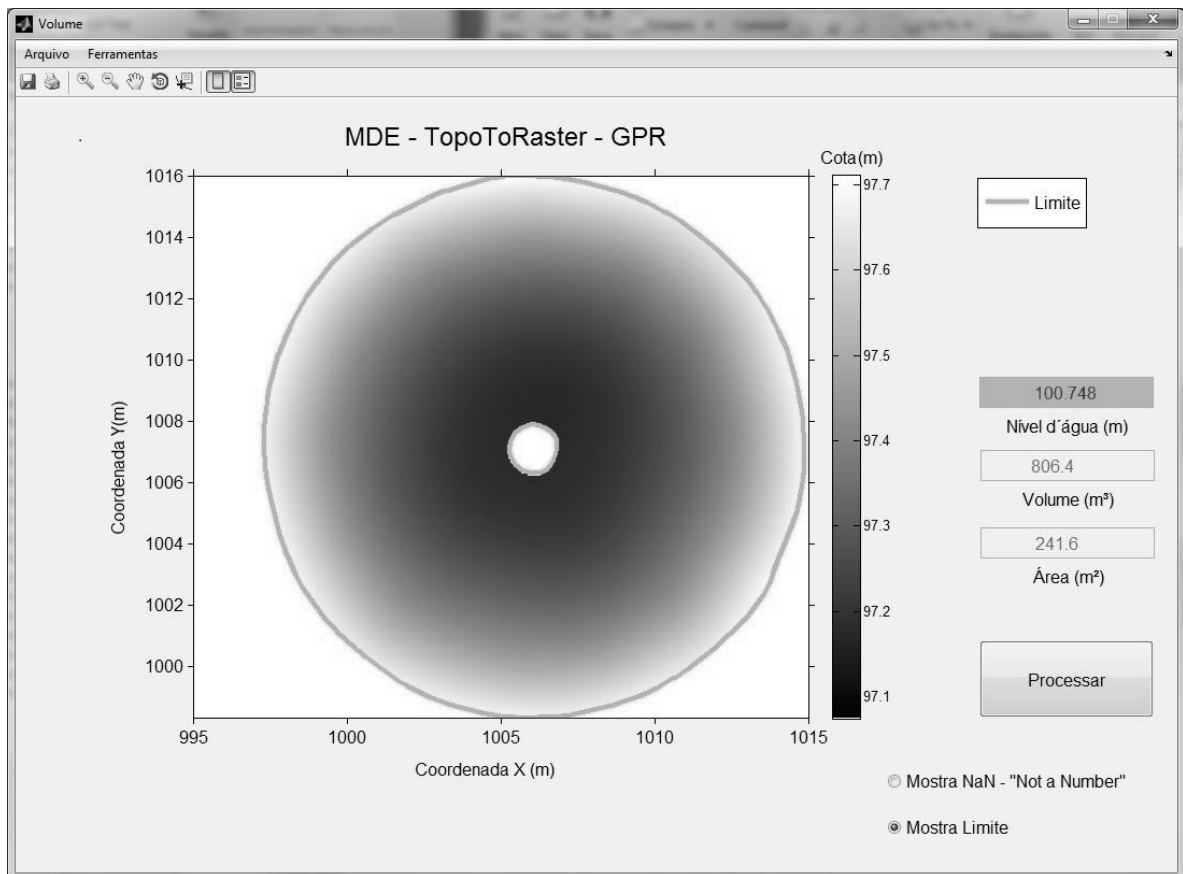 Volume
Arquivo Ferramentas
MDE - TopoToRaster - GPR
Cota(m)
1016
1014
1012
1010
1008
1006
1004
1002
1000
Coordenada Y(m)
995 1000 1005 1010 1015
Coordenada X (m)
97.7
97.6
97.5
97.4
97.3
97.2
97.1
Limite
100.748
Nível d´água (m)
806.4
Volume (m³)
241.6
Área (m²)
Processar
Mostra NaN - "Not a Number"
Mostra Limite